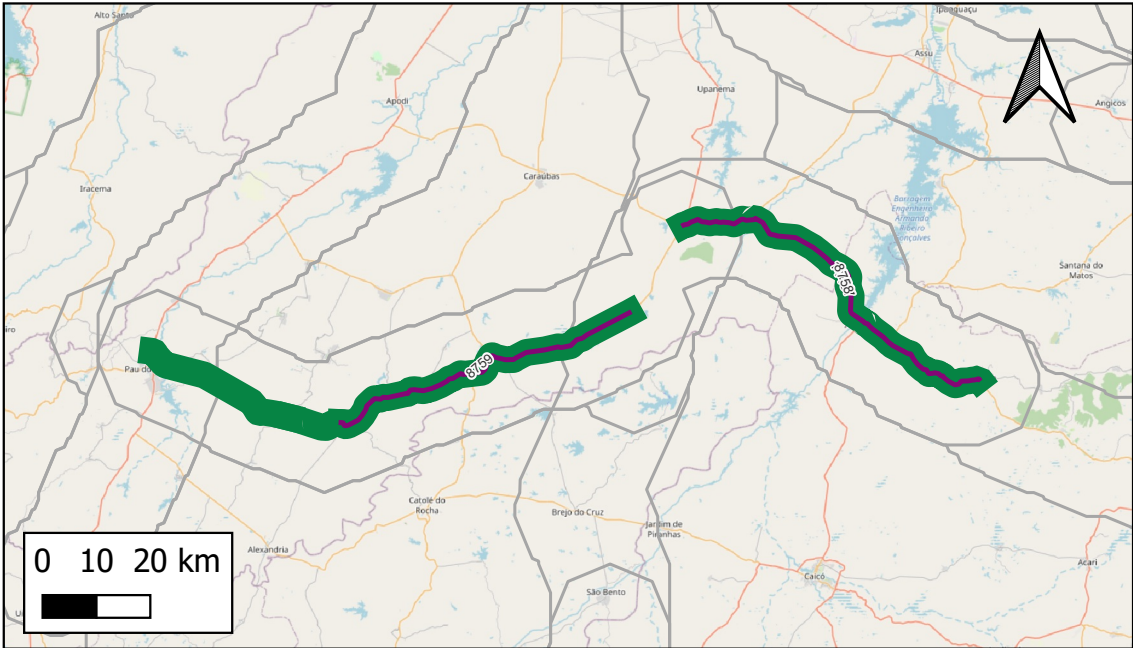 Alto Santo
Ipanguaçu
Assu
Upanema
Angicos
Apodi
Caraúbas
Iracema
Barragem
Engenheiro
Armando
Ribeiro
Gonçalves
Santana do
Matos
8758
8759
Pau do
Catolé do
Rocha
Brejo do Cruz
Jardim de
Piranhas
Alexandria
Caicó
Acari
São Bento
0 10 20 km